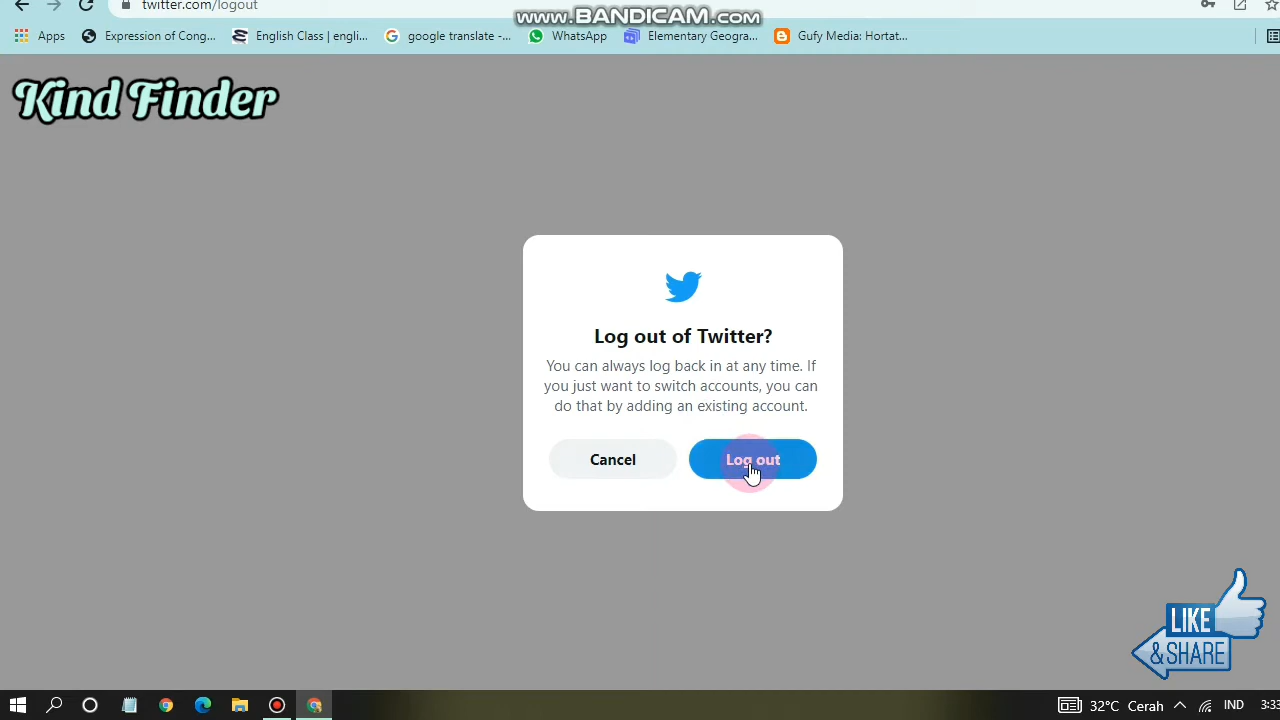 twitter.com/logout
www.BANDICAM.com
Apps
Expression of Cong...
English Class | engli...
google translate -...
WhatsApp
Elementary Geogra...
Gufy Media: Hortat...
Kind Finder
Log out of Twitter?
You can always log back in at any time. If
you just want to switch accounts, you can
do that by adding an existing account.
Cancel
Log out
LIKE
& SHARE
32°C Cerah
IND
3:33